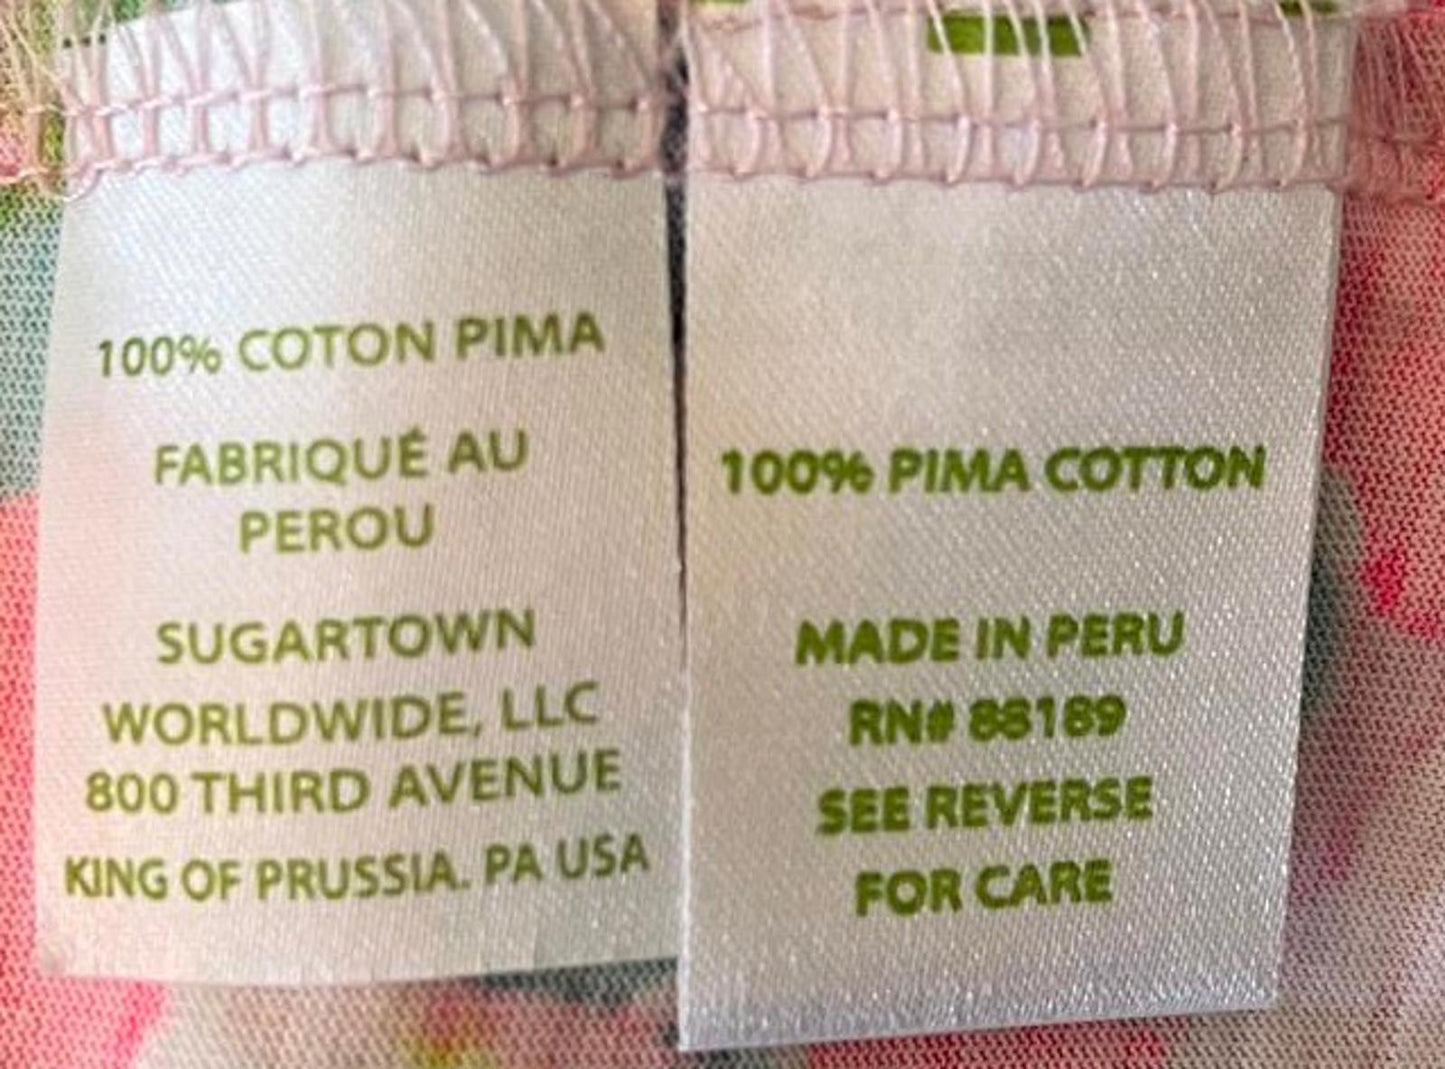 100% COTON PIMA
FABRIQUÉ AU
PEROU
SUGARTOWN
WORLDWIDE, LLC
800 THIRD AVENUE
KING OF PRUSSIA. PA USA
100% PIMA COTTON
MADE IN PERU
RN# 88189
SEE REVERSE
FOR CARE